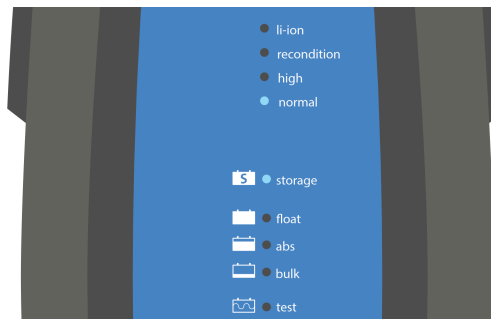 li-ion
recondition
high
normal
S storage
float
abs
bulk
test